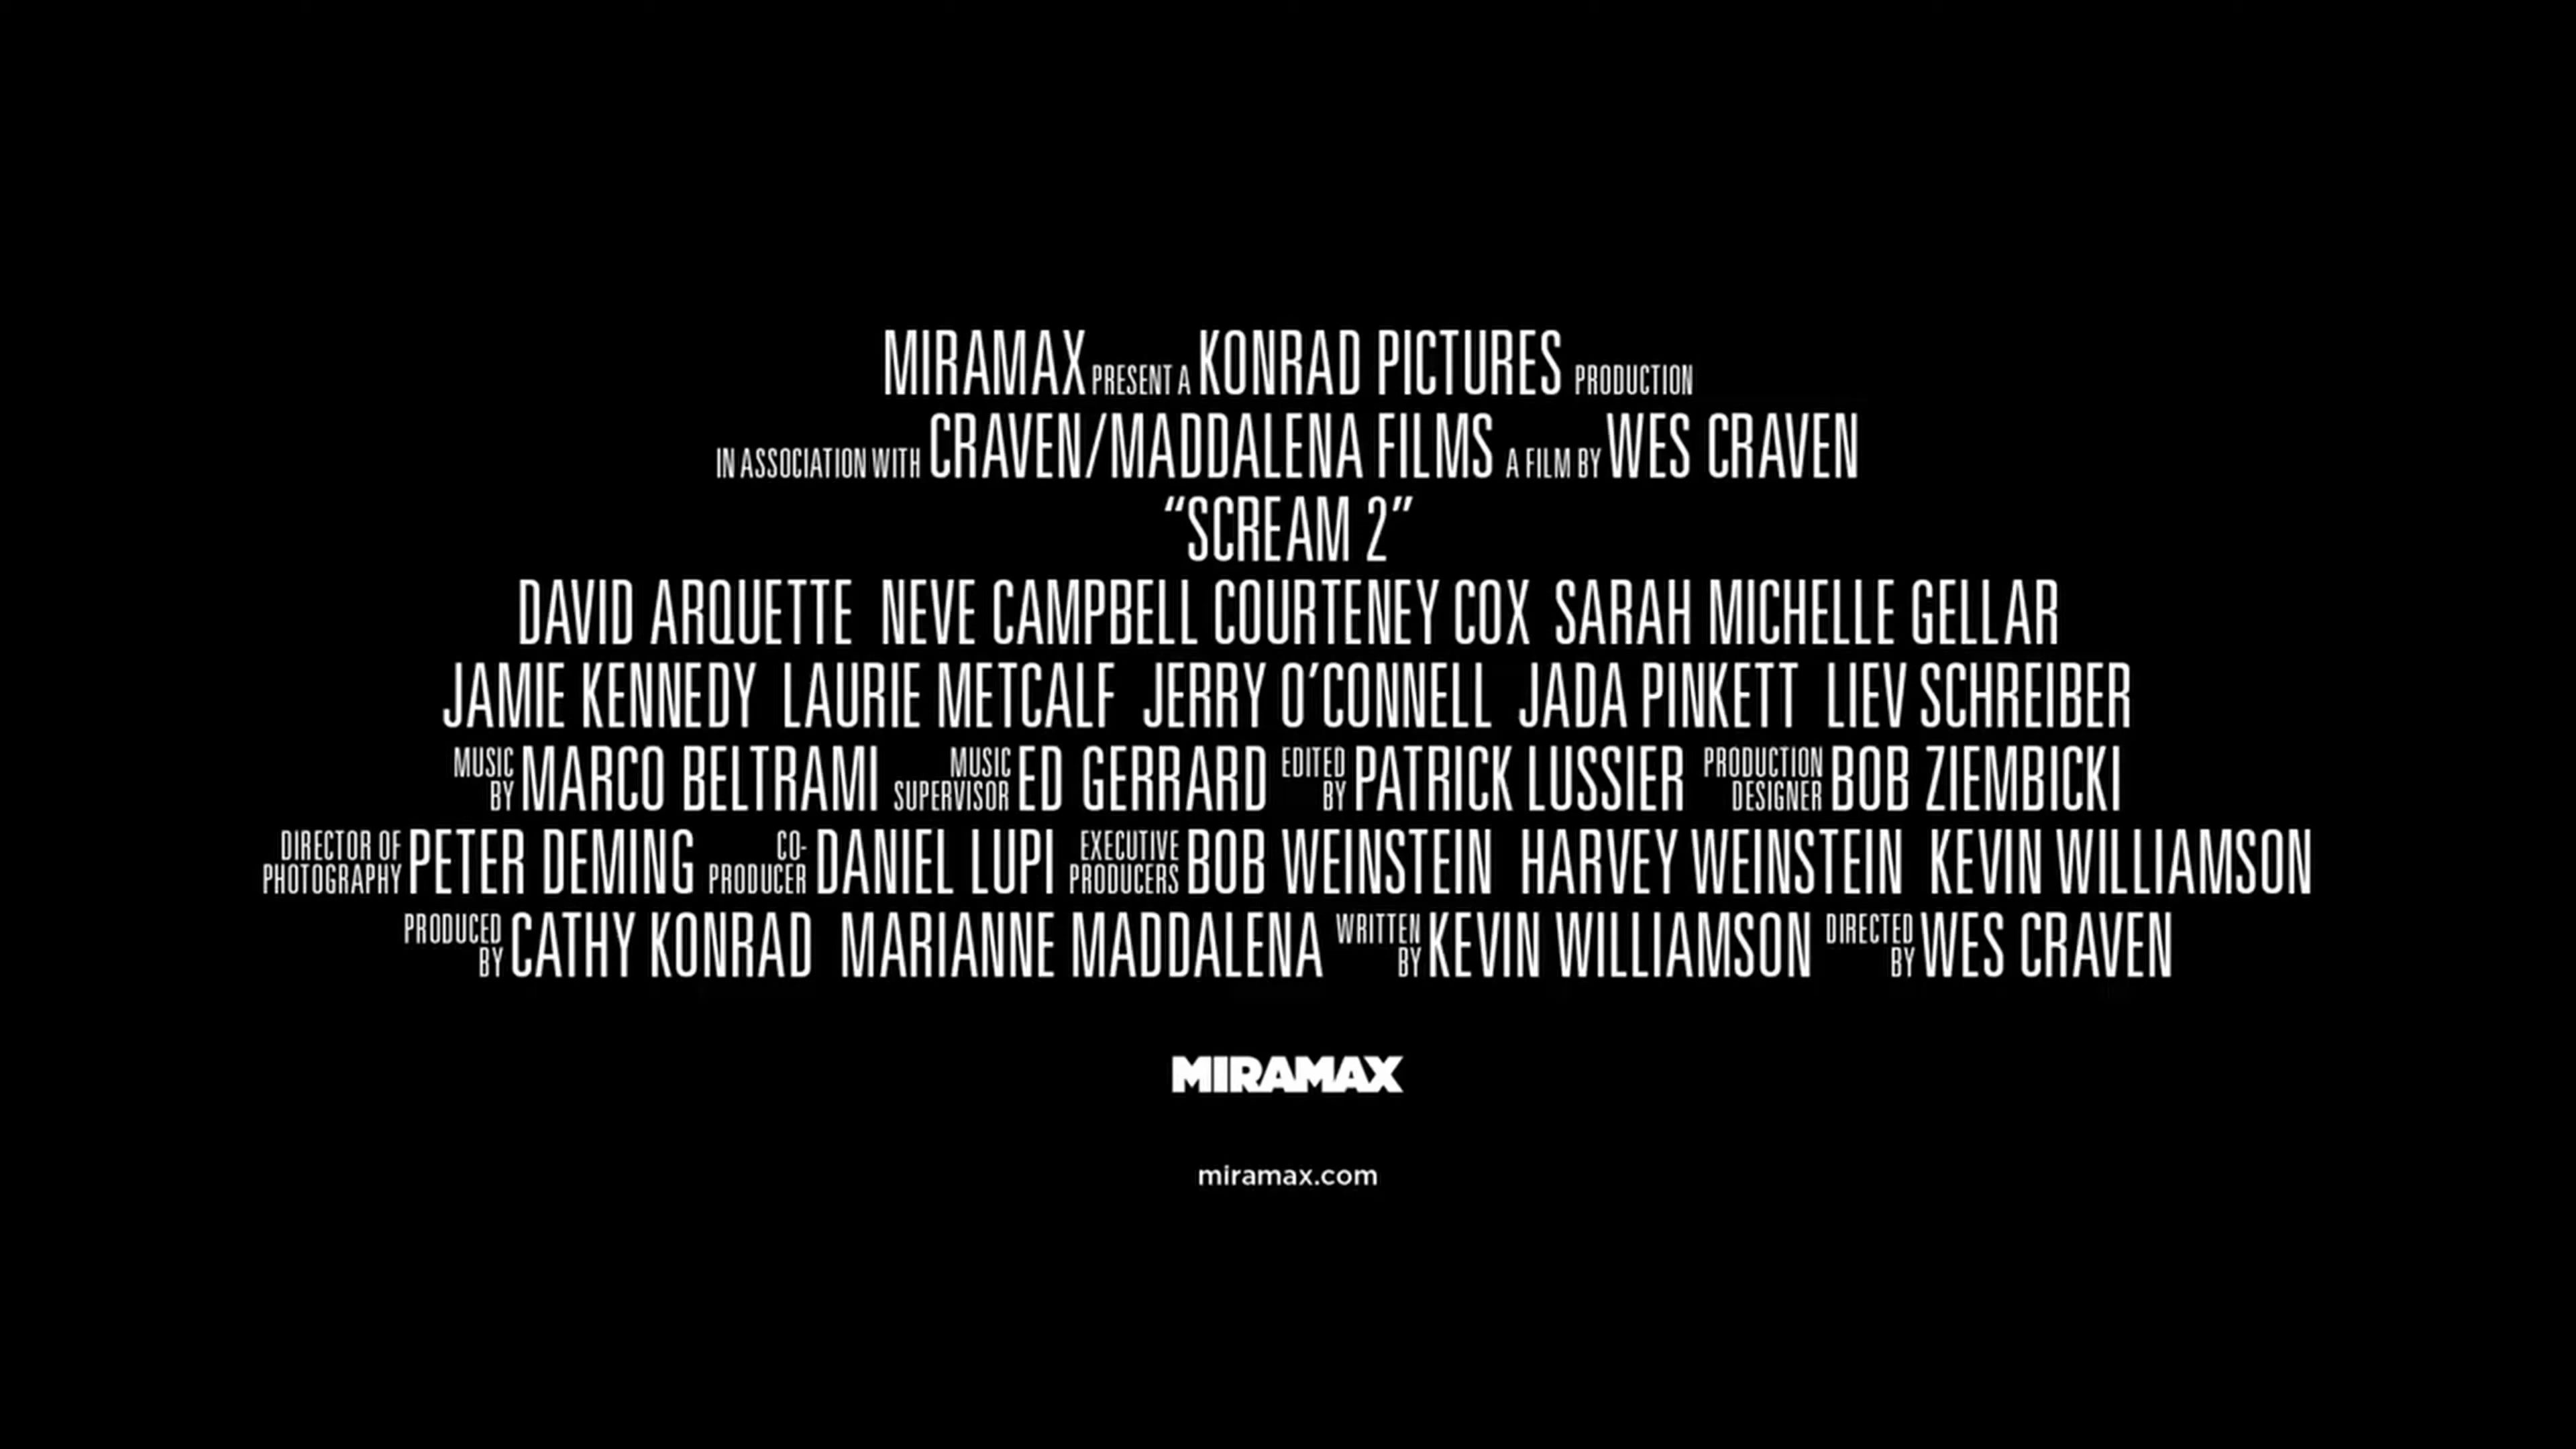 MIRAMAX PRESENT A KONRAD PICTURES PRODUCTION
IN ASSOCIATION WITH CRAVEN/MADDALENA FILMS A FILM BY WES CRAVEN
“SCREAM 2”
DAVID ARQUETTE NEVE CAMPBELL COURTENEY COX SARAH MICHELLE GELLAR
JAMIE KENNEDY LAURIE METCALF JERRY O’CONNELL JADA PINKETT LIEV SCHREIBER
MUSIC BY MARCO BELTRAMI MUSIC SUPERVISOR ED GERRARD EDITED BY PATRICK LUSSIER PRODUCTION DESIGNER BOB ZIEMBICKI
DIRECTOR OF PHOTOGRAPHY PETER DEMING CO-PRODUCER DANIEL LUPI EXECUTIVE PRODUCERS BOB WEINSTEIN HARVEY WEINSTEIN KEVIN WILLIAMSON
PRODUCED BY CATHY KONRAD MARIANNE MADDALENA WRITTEN BY KEVIN WILLIAMSON DIRECTED BY WES CRAVEN
MIRAMAX
miramax.com